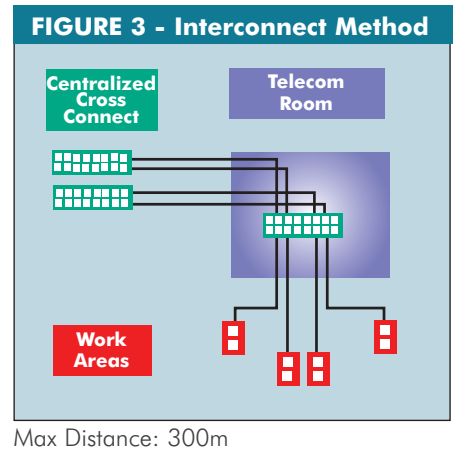 FIGURE 3 - Interconnect Method
Centralized
Cross
Connect
Telecom
Room
Work
Areas
Max Distance: 300m